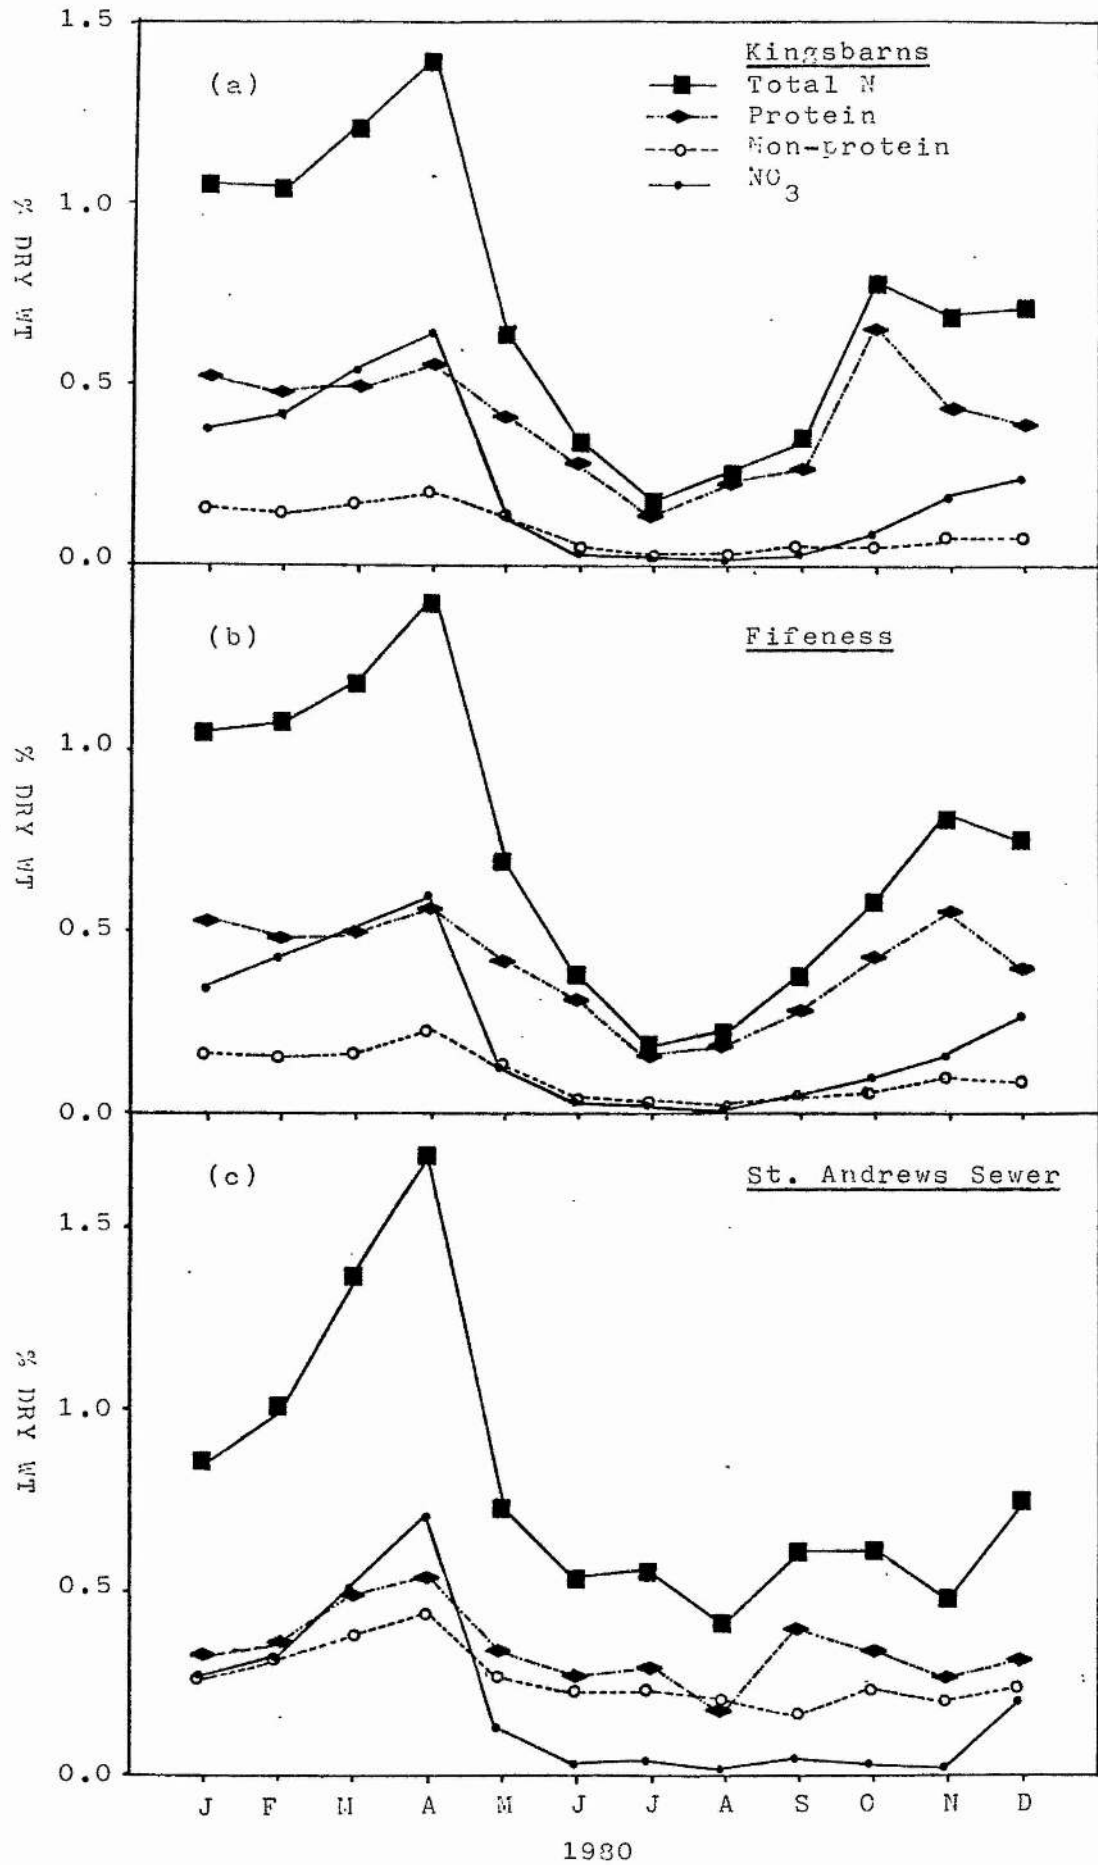 1.5
(a)
Kingsbarns
Total N
Protein
Non-protein
NO3
1.0
% DRY WT
0.5
0.0
(b)
Fifeness
1.0
% DRY WT
0.5
0.0
(c)
St. Andrews Sewer
1.5
1.0
% DRY WT
0.5
0.0
J F M A M J J A S O N D
1980